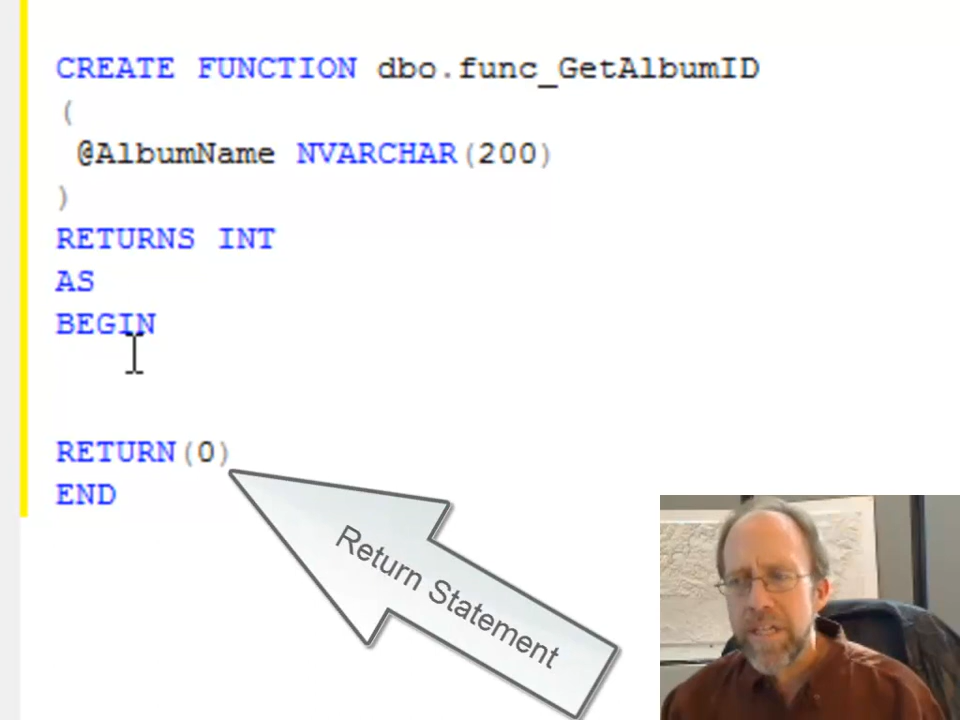 CREATE FUNCTION dbo.func_GetAlbumID
(
@AlbumName NVARCHAR(200)
)
RETURNS INT
AS
BEGIN
RETURN(0)
END
Return Statement